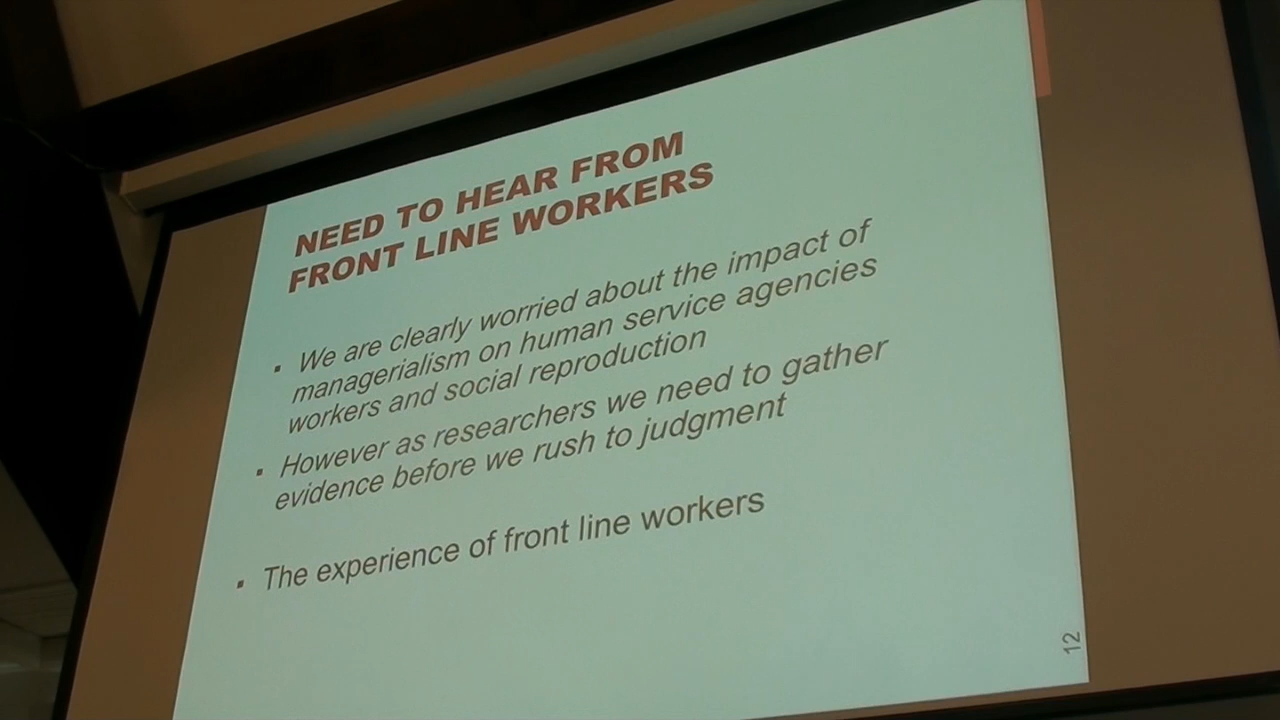 NEED TO HEAR FROM
FRONT LINE WORKERS
▪ We are clearly worried about the impact of
managerialism on human service agencies
workers and social reproduction
▪ However as researchers we need to gather
evidence before we rush to judgment
▪ The experience of front line workers
12